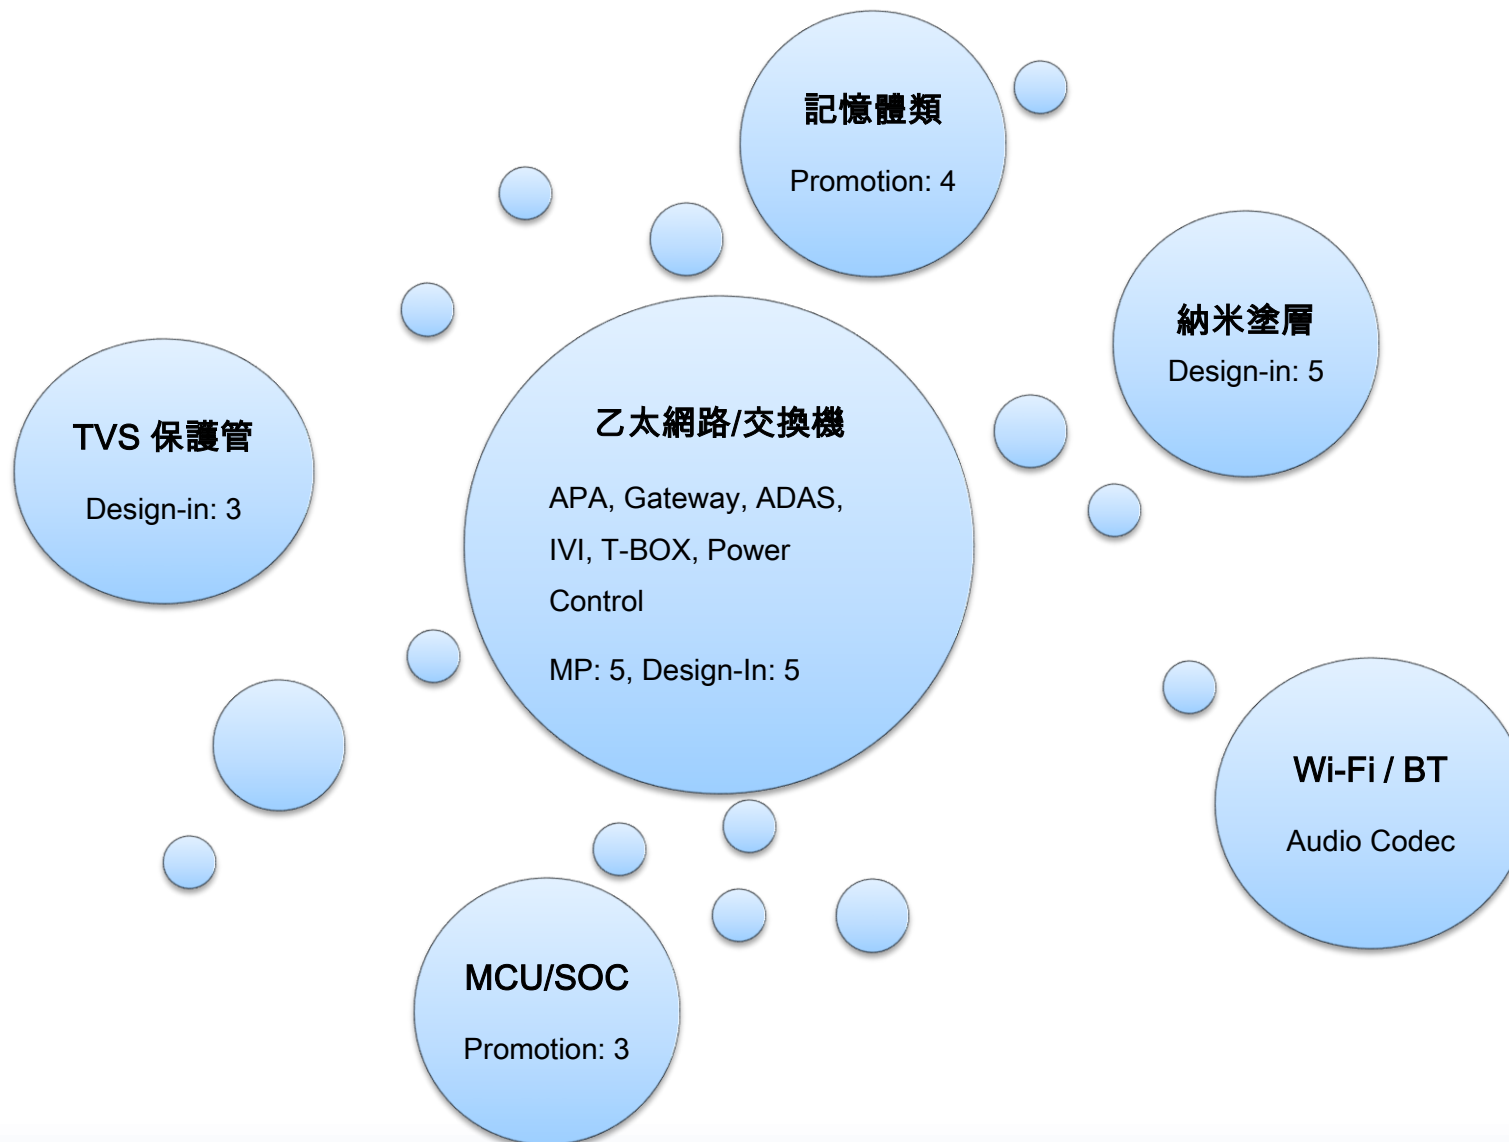 記憶體類
Promotion: 4
納米塗層
Design-in: 5
TVS 保護管
Design-in: 3
乙太網路/交換機
APA, Gateway, ADAS,
IVI, T-BOX, Power
Control
MP: 5, Design-In: 5
Wi-Fi / BT
Audio Codec
MCU/SOC
Promotion: 3